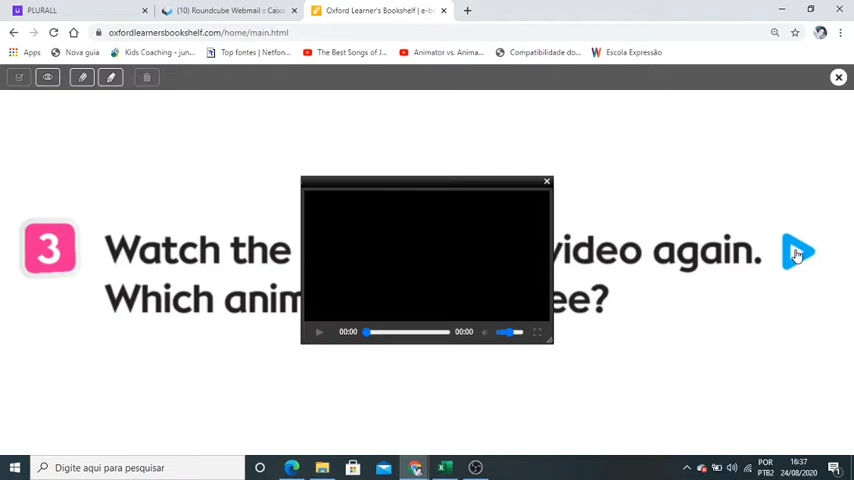 PLURALL
(10) Roundcube Webmail :: Caixa
Oxford Learner's Bookshelf | e-b
oxfordlearnersbookshelf.com/home/main.html
Apps
Nova guia
Kids Coaching - jun...
Top fontes | Netfon...
The Best Songs of J...
Animator vs. Anima...
Compatibilidade do...
Escola Expressão
3 Watch the video again.
Which ee?
00:00 00:00
Digite aqui para pesquisar
POR
PTB2
16:37
24/08/2020
1